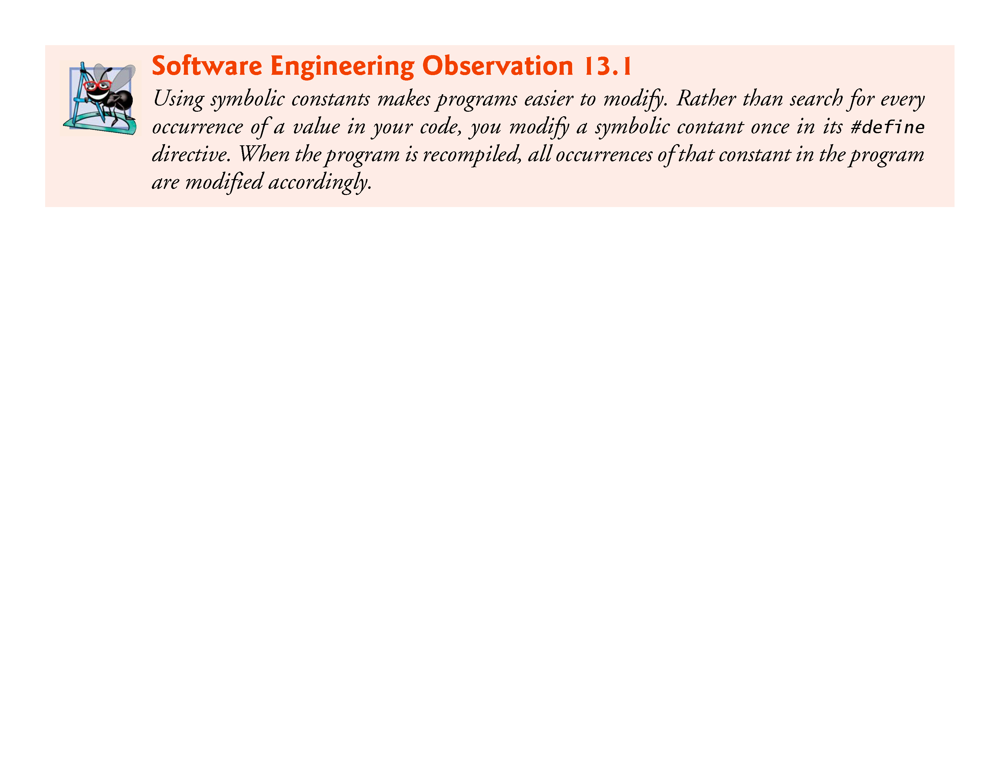 Software Engineering Observation 13.1
Using symbolic constants makes programs easier to modify. Rather than search for every
occurrence of a value in your code, you modify a symbolic contant once in its #define
directive. When the program is recompiled, all occurrences of that constant in the program
are modified accordingly.